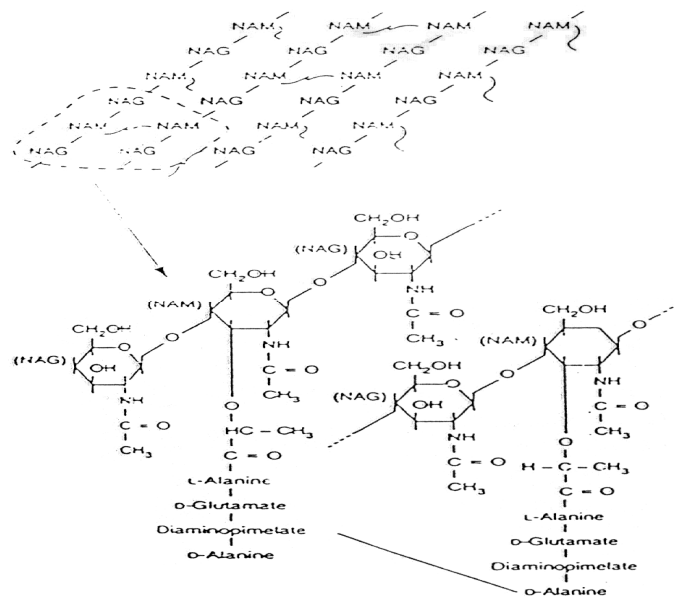 NAM NAM NAM NAM
NAG NAG NAG NAG
NAM NAM NAM NAM
NAG NAG NAG NAG
NAM NAM NAM NAM
NAG NAG NAG NAG
CH₂OH
(NAG) O
OH
CH₂OH O NH
(NAM) O C = O
CH₃
CH₂OH O NH
(NAG) O C = O
OH CH₃
NH O
C = O HC – CH₃
CH₃ C = O
L-Alanine
D-Glutamate
Diaminopimelate
D-Alanine
CH₂OH
(NAM) O
CH₂OH O NH
(NAG) O C = O
OH CH₃
NH O
C = O H – C – CH₃
CH₃ C = O
L-Alanine
D-Glutamate
Diaminopimelate
D-Alanine